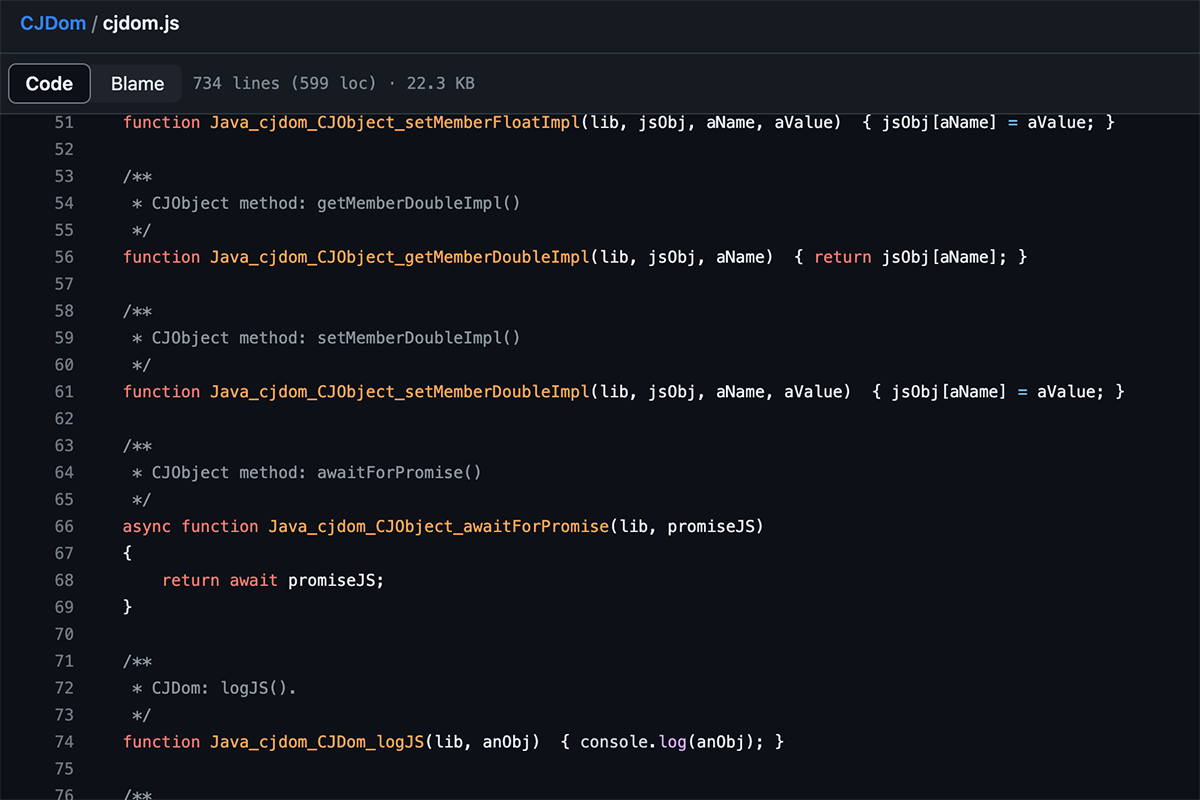 CJDom / cjdom.js
Code Blame 734 lines (599 loc) · 22.3 KB
51 function Java_cjdom_CJObject_setMemberFloatImpl(lib, jsObj, aName, aValue) { jsObj[aName] = aValue; }
52
53 /**
54 * CJObject method: getMemberDoubleImpl()
55 */
56 function Java_cjdom_CJObject_getMemberDoubleImpl(lib, jsObj, aName) { return jsObj[aName]; }
57
58 /**
59 * CJObject method: setMemberDoubleImpl()
60 */
61 function Java_cjdom_CJObject_setMemberDoubleImpl(lib, jsObj, aName, aValue) { jsObj[aName] = aValue; }
62
63 /**
64 * CJObject method: awaitForPromise()
65 */
66 async function Java_cjdom_CJObject_awaitForPromise(lib, promiseJS)
67 {
68 return await promiseJS;
69 }
70
71 /**
72 * CJDom: logJS().
73 */
74 function Java_cjdom_CJDom_logJS(lib, anObj) { console.log(anObj); }
75
76 /**